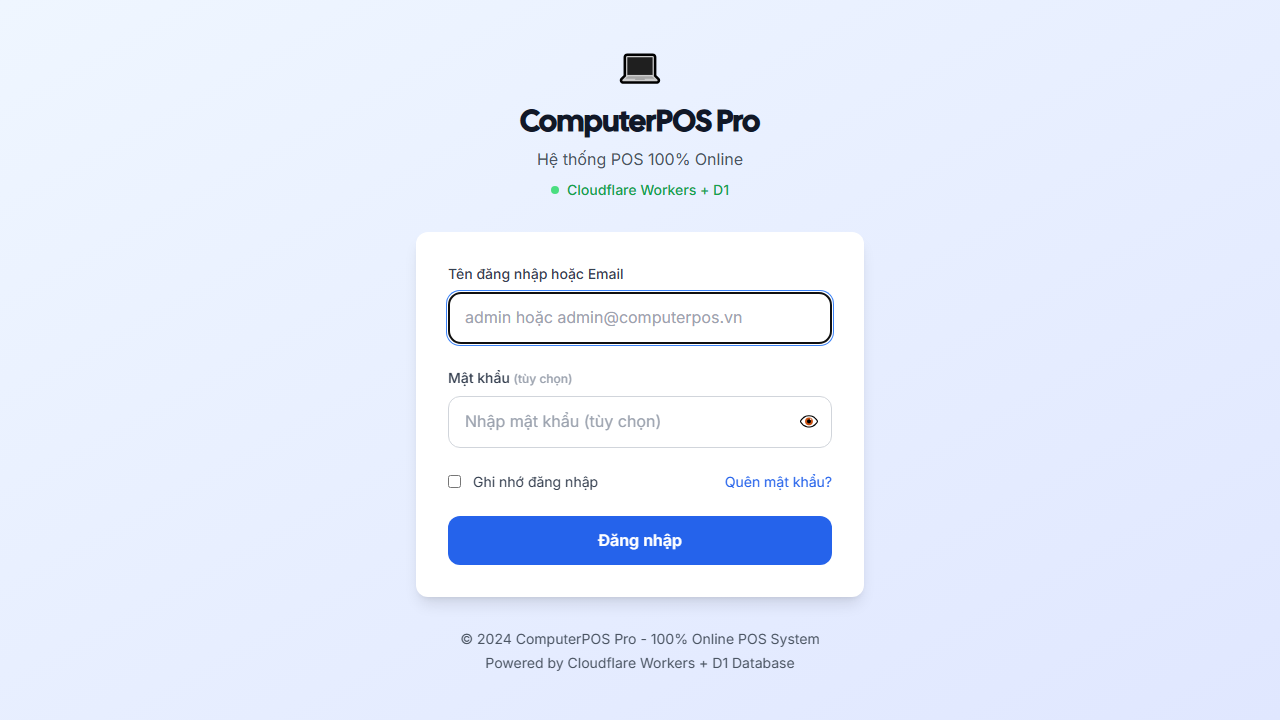 ComputerPOS Pro
Hệ thống POS 100% Online
Cloudflare Workers + D1
Tên đăng nhập hoặc Email
admin hoặc admin@computerpos.vn
Mật khẩu (tùy chọn)
Nhập mật khẩu (tùy chọn)
Ghi nhớ đăng nhập Quên mật khẩu?
Đăng nhập
© 2024 ComputerPOS Pro - 100% Online POS System
Powered by Cloudflare Workers + D1 Database